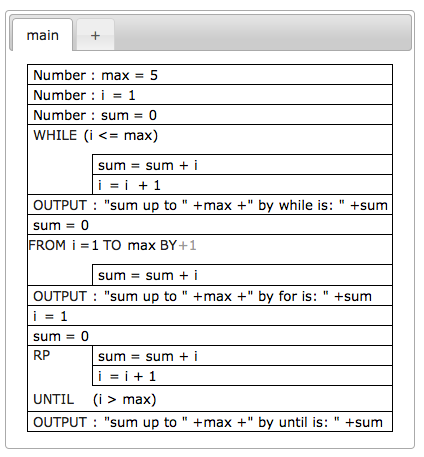 main +
Number : max = 5
Number : i = 1
Number : sum = 0
WHILE (i <= max)
sum = sum + i
i = i + 1
OUTPUT : "sum up to " +max +" by while is: " +sum
sum = 0
FROM i =1 TO max BY+1
sum = sum + i
OUTPUT : "sum up to " +max +" by for is: " +sum
i = 1
sum = 0
RP sum = sum + i
i = i + 1
UNTIL (i > max)
OUTPUT : "sum up to " +max +" by until is: " +sum